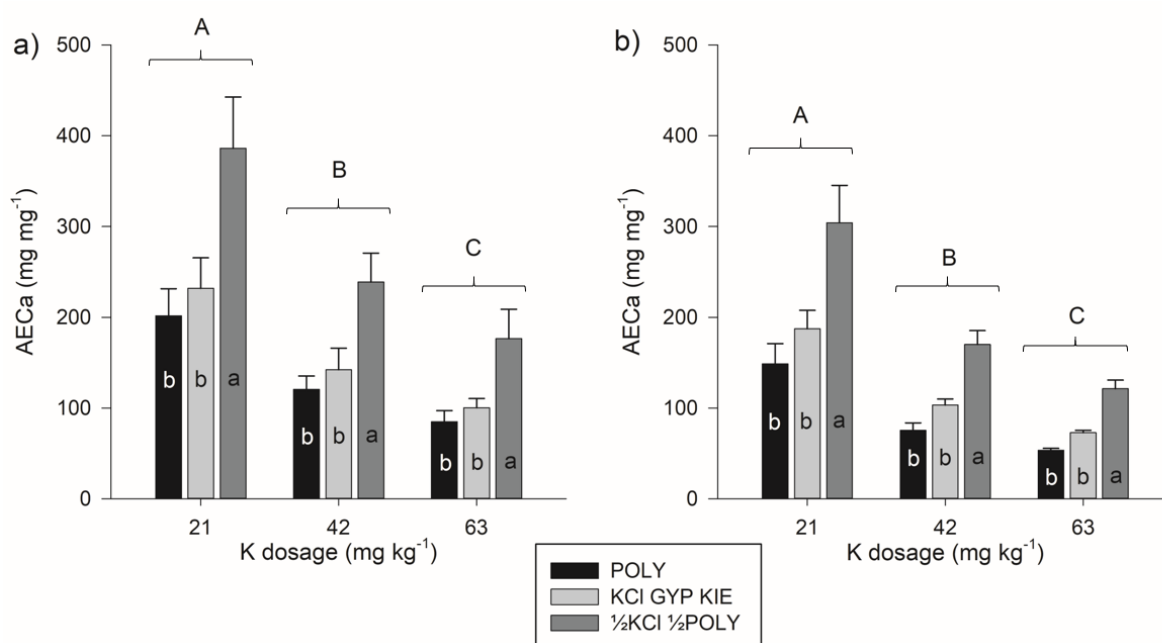 a)
AECa (mg mg⁻¹)
500
400
300
200
100
0
A
B
C
b b a
b b a
b b a
21 42 63
K dosage (mg kg⁻¹)
b)
AECa (mg mg⁻¹)
500
400
300
200
100
0
A
B
C
b b a
b b a
b b a
21 42 63
K dosage (mg kg⁻¹)
POLY
KCl GYP KIE
½KCl ½POLY